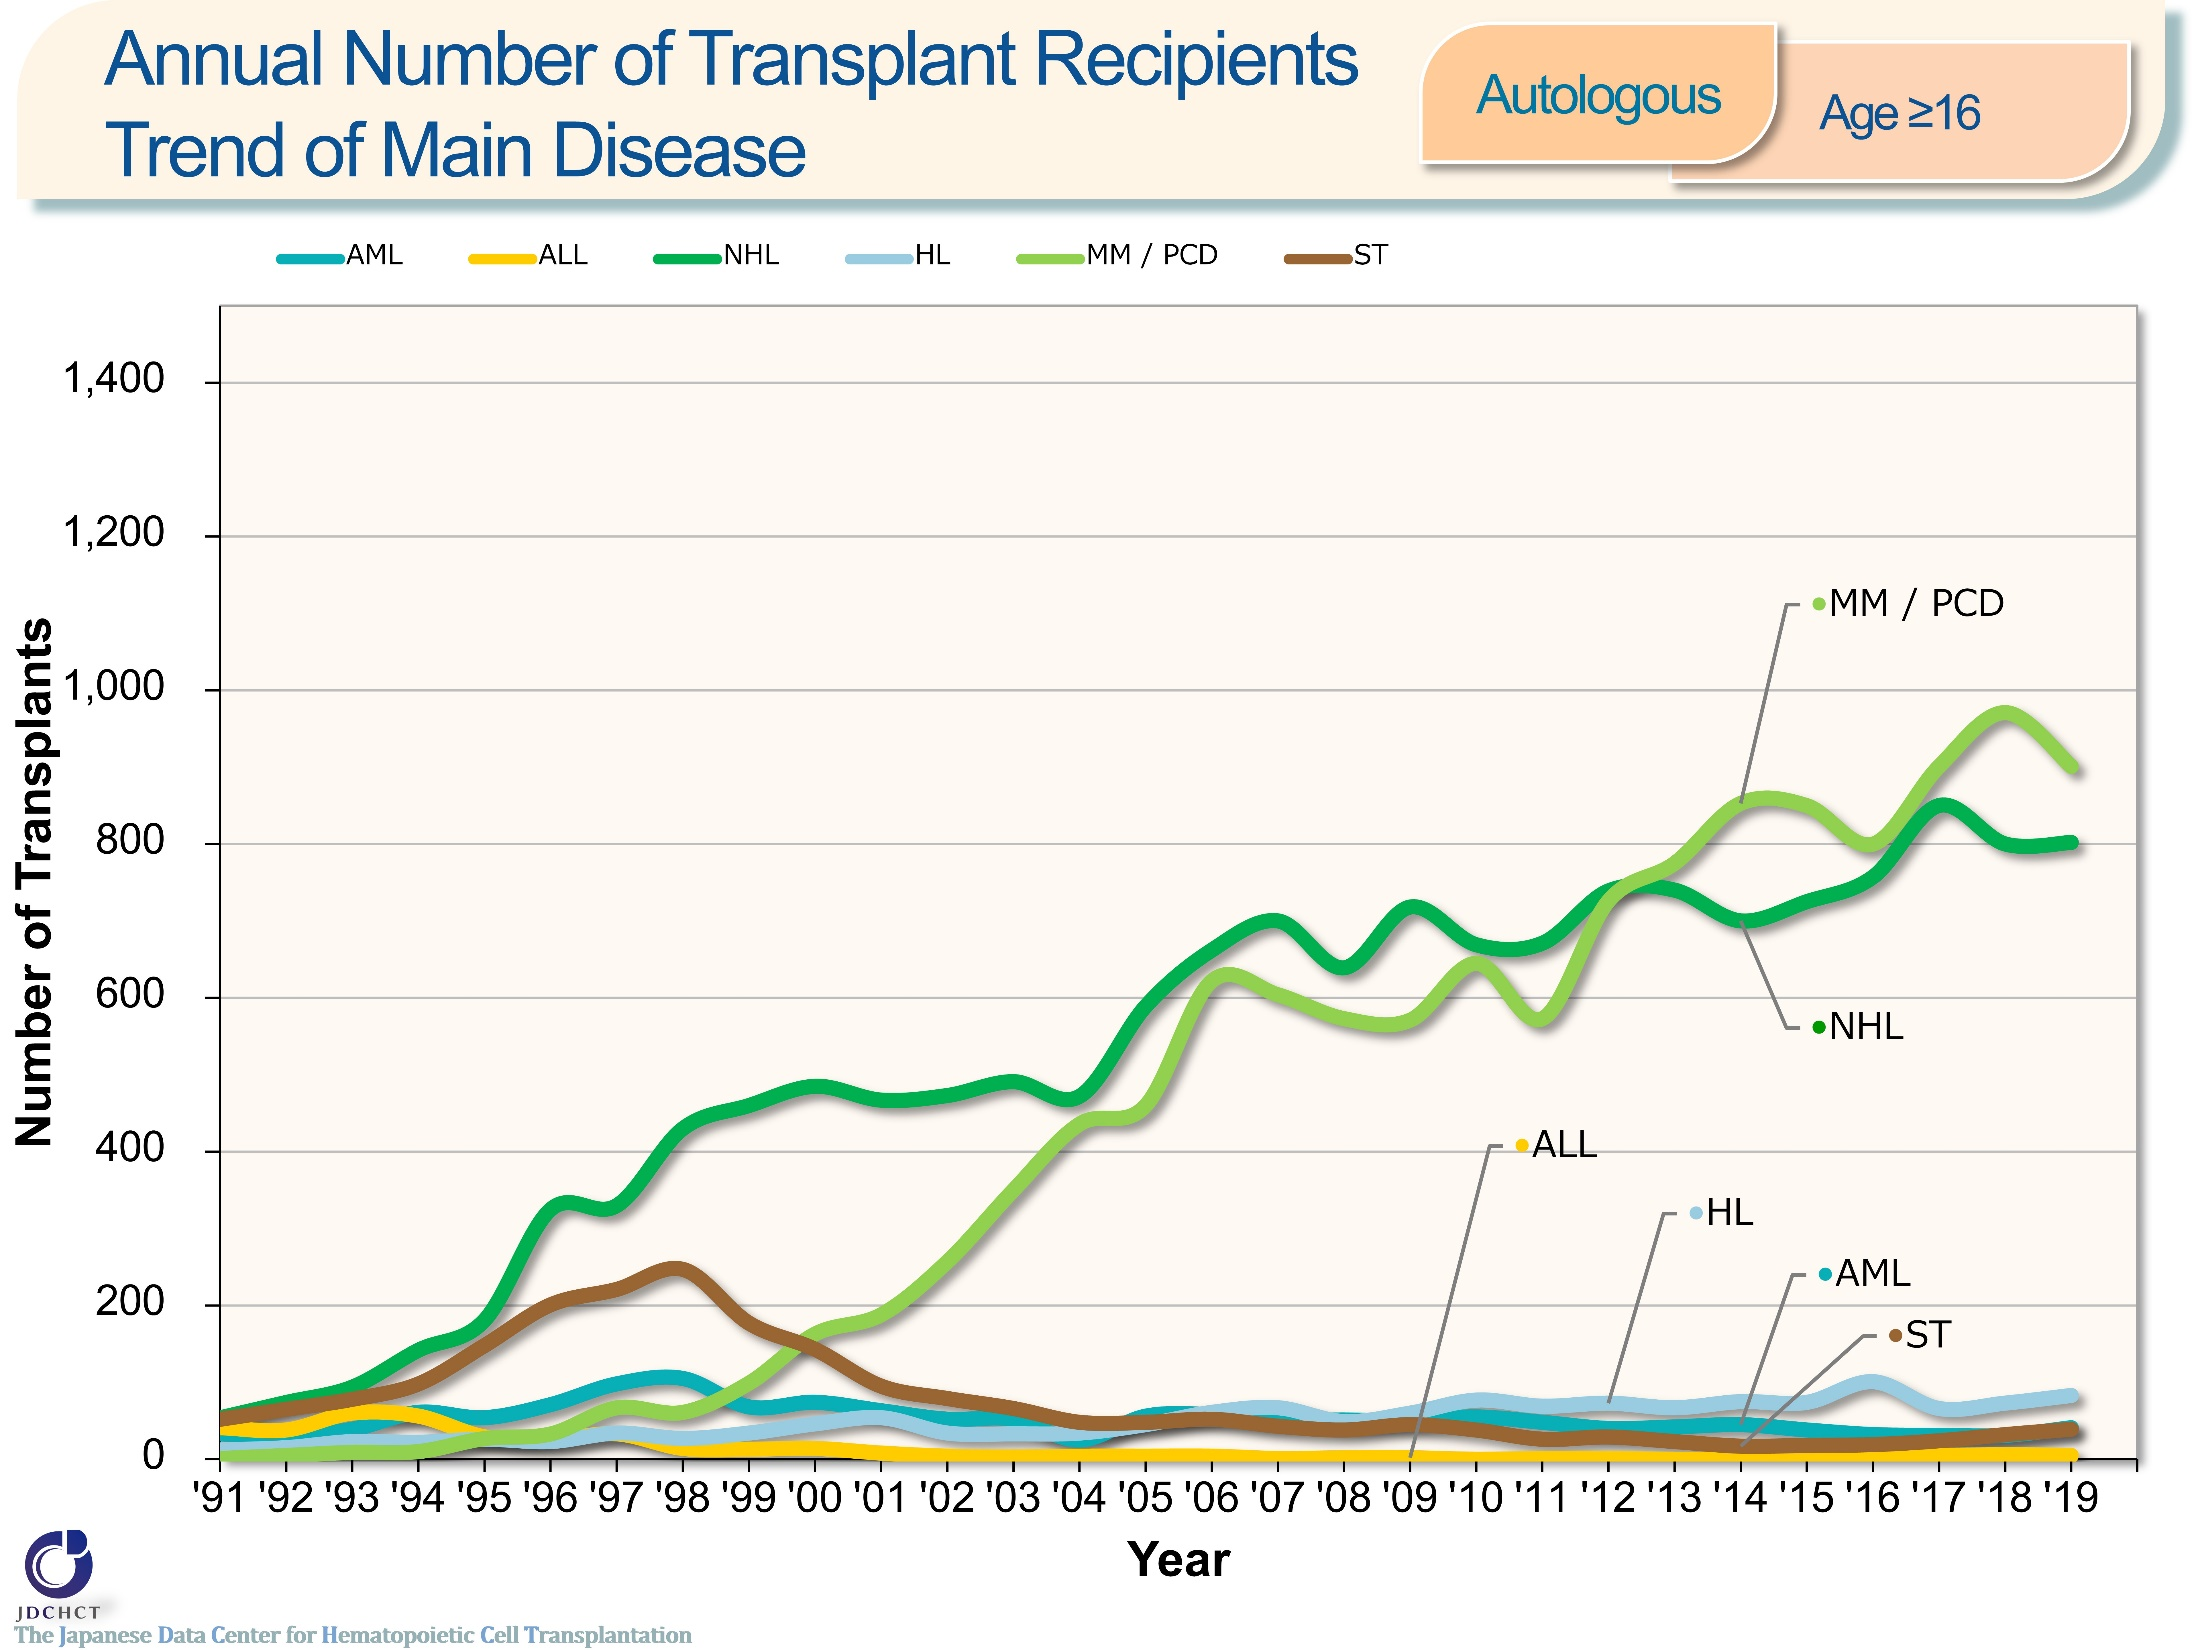 Annual Number of Transplant Recipients
Trend of Main Disease
Autologous
Age ≥16
AML ALL NHL HL MM / PCD ST
Number of Transplants
1,400
1,200
1,000
800
600
400
200
0
MM / PCD
NHL
ALL
HL
AML
ST
'91 '92 '93 '94 '95 '96 '97 '98 '99 '00 '01 '02 '03 '04 '05 '06 '07 '08 '09 '10 '11 '12 '13 '14 '15 '16 '17 '18 '19
Year
JDCHCT
The Japanese Data Center for Hematopoietic Cell Transplantation